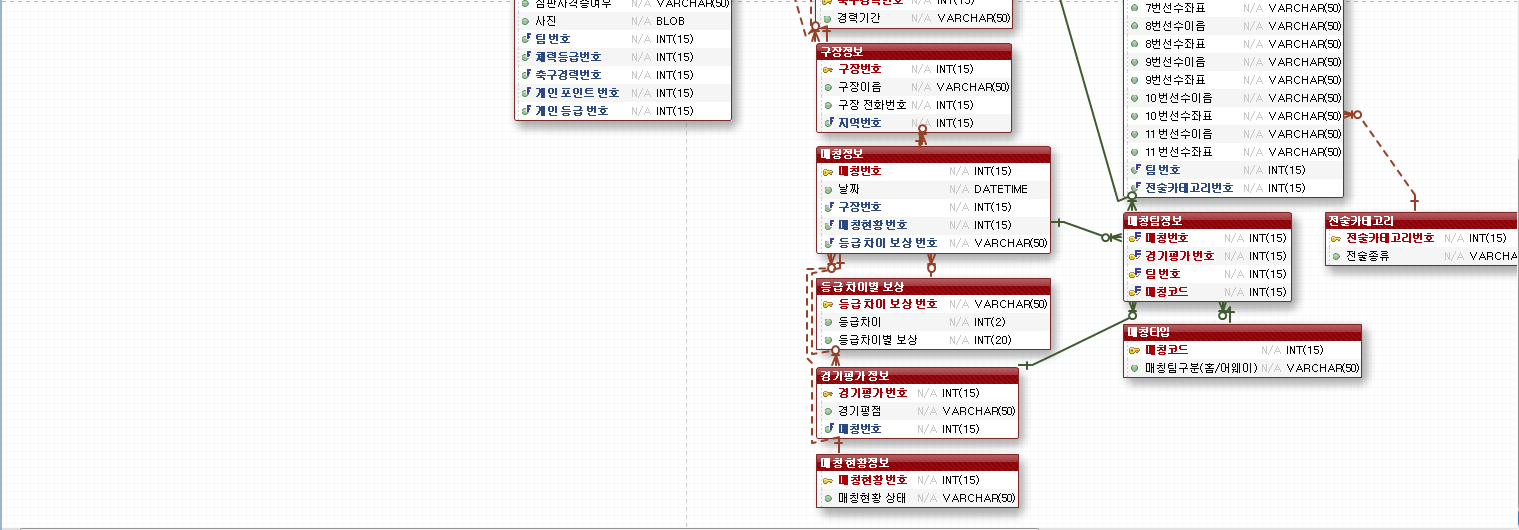 심판자격증여부 N/A VARCHAR(50)
사진 N/A BLOB
팀 번호 N/A INT(15)
체력등급번호 N/A INT(15)
축구경력번호 N/A INT(15)
개인 포인트 번호 N/A INT(15)
개인 등급 번호 N/A INT(15)
축구경력번호 N/A INT(15)
경력기간 N/A VARCHAR(50)
구장정보
구장번호 N/A INT(15)
구장이름 N/A VARCHAR(50)
구장 전화번호 N/A INT(15)
지역번호 N/A INT(15)
매칭정보
매칭번호 N/A INT(15)
날짜 N/A DATETIME
구장번호 N/A INT(15)
매칭현황 번호 N/A INT(15)
등급 차이 보상 번호 N/A VARCHAR(50)
등급 차이별 보상
등급 차이 보상 번호 N/A VARCHAR(50)
등급차이 N/A INT(2)
등급차이별 보상 N/A INT(20)
경기평가 정보
경기평가 번호 N/A INT(15)
경기평점 N/A VARCHAR(50)
매칭번호 N/A INT(15)
매칭 현황정보
매칭현황 번호 N/A INT(15)
매칭현황 상태 N/A VARCHAR(50)
7번선수좌표 N/A VARCHAR(50)
8번선수이름 N/A VARCHAR(50)
8번선수좌표 N/A VARCHAR(50)
9번선수이름 N/A VARCHAR(50)
9번선수좌표 N/A VARCHAR(50)
10번선수이름 N/A VARCHAR(50)
10번선수좌표 N/A VARCHAR(50)
11번선수이름 N/A VARCHAR(50)
11번선수좌표 N/A VARCHAR(50)
팀 번호 N/A INT(15)
전술카테고리번호 N/A INT(15)
매칭팀정보
매칭번호 N/A INT(15)
경기평가 번호 N/A INT(15)
팀 번호 N/A INT(15)
매칭코드 N/A INT(15)
매칭타입
매칭코드 N/A INT(15)
매칭팀구분(홈/어웨이) N/A VARCHAR(50)
전술카테고리
전술카테고리번호 N/A INT(15)
전술종류 N/A VARCHA